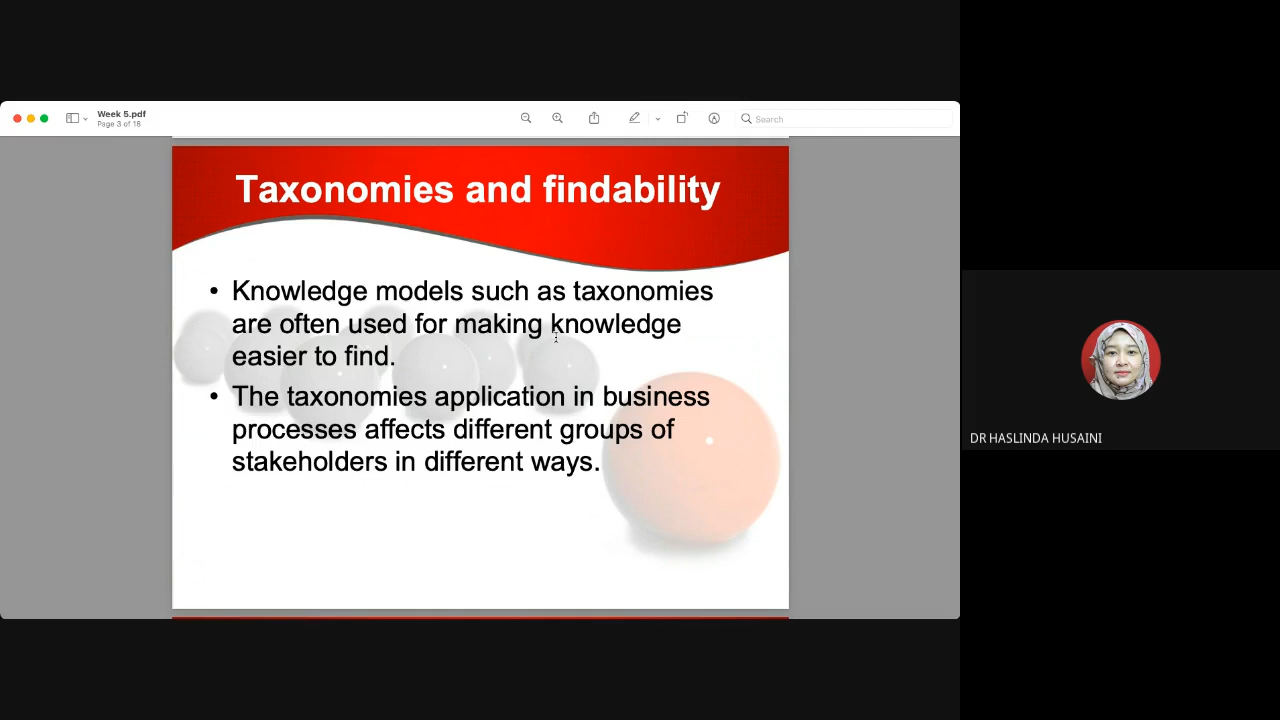 Week 5.pdf
Page 3 of 18
Search
Taxonomies and findability
• Knowledge models such as taxonomies
are often used for making knowledge
easier to find.
• The taxonomies application in business
processes affects different groups of
stakeholders in different ways.
DR HASLINDA HUSAINI